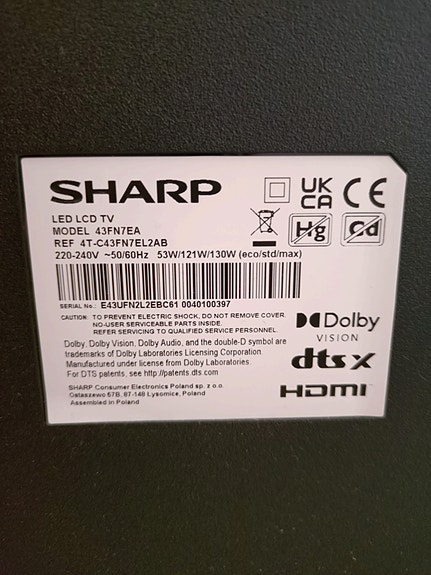 SHARP
UK
CA
CE
LED LCD TV
MODEL 43FN7EA
REF 4T-C43FN7EL2AB
Hg
Cd
220-240V ~50/60Hz 53W/121W/130W (eco/std/max)
SERIAL No.: E43UFN2L2EBC61 0040100397
CAUTION: TO PREVENT ELECTRIC SHOCK, DO NOT REMOVE COVER.
NO-USER SERVICEABLE PARTS INSIDE.
REFER SERVICING TO QUALIFIED SERVICE PERSONNEL.
Dolby
VISION
Dolby, Dolby Vision, Dolby Audio, and the double-D symbol are
trademarks of Dolby Laboratories Licensing Corporation.
Manufactured under license from Dolby Laboratories.
For DTS patents, see http://patents.dts.com
dts X
HDMI
SHARP Consumer Electronics Poland sp. z o.o.
Ostaszewo 57B, 87-148 Łysomice, Poland
Assembled in Poland